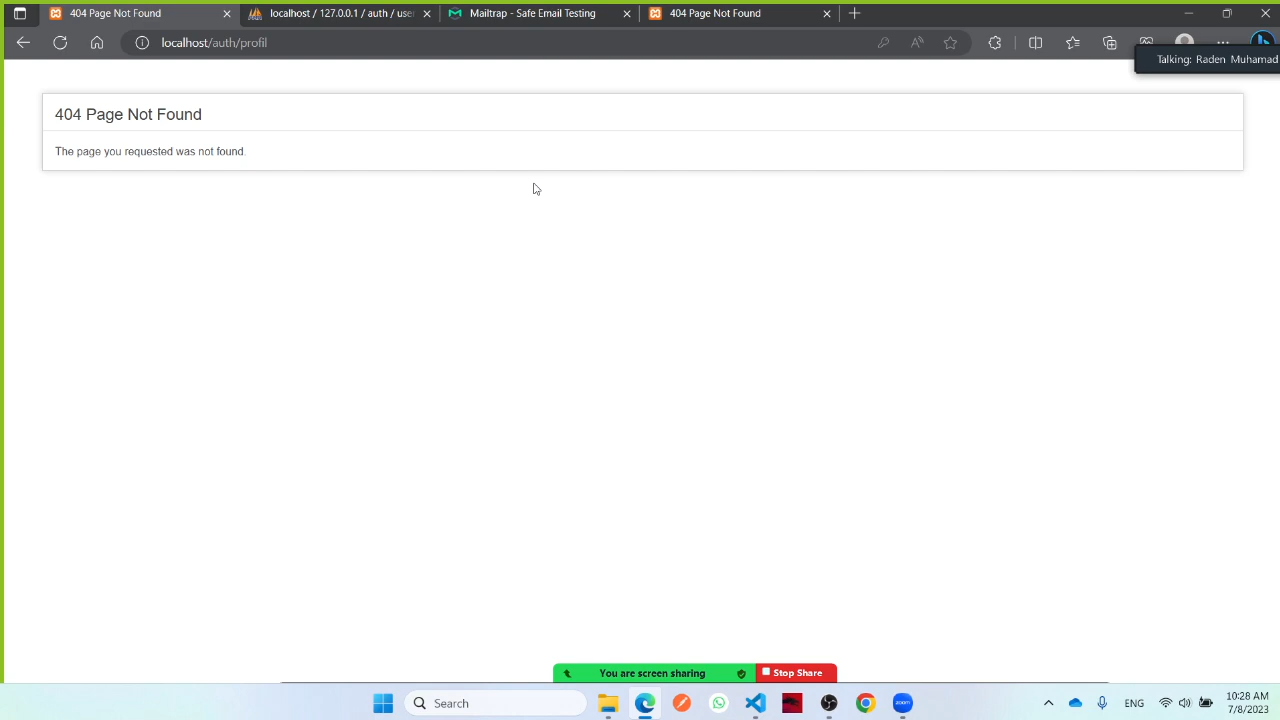 404 Page Not Found
localhost / 127.0.0.1 / auth / use
Mailtrap - Safe Email Testing
404 Page Not Found
localhost/auth/profil
Talking: Raden Muhamad
404 Page Not Found
The page you requested was not found.
You are screen sharing
Stop Share
Search
zoom
ENG
10:28 AM
7/8/2023